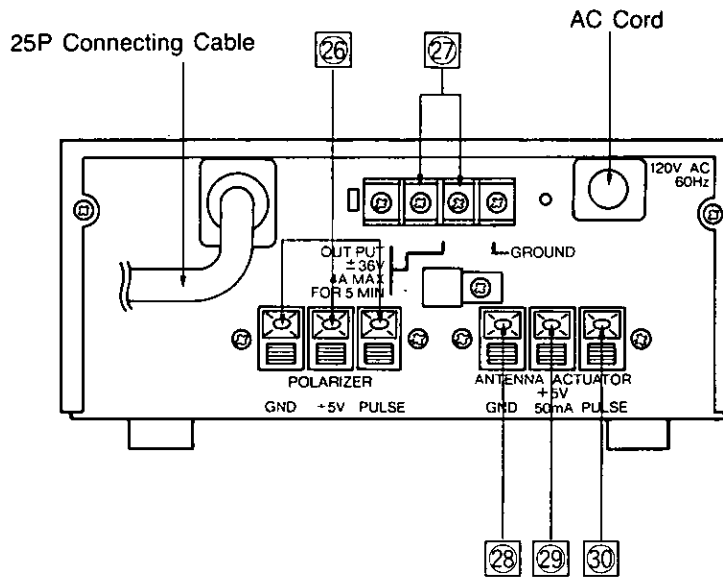 25P Connecting Cable
26
27
AC Cord
120V AC
60Hz
OUT PUT
±36V
4A MAX
FOR 5 MIN
GROUND
POLARIZER
GND +5V PULSE
ANTENNA ACTUATOR
+5V
GND 50mA PULSE
28 29 30